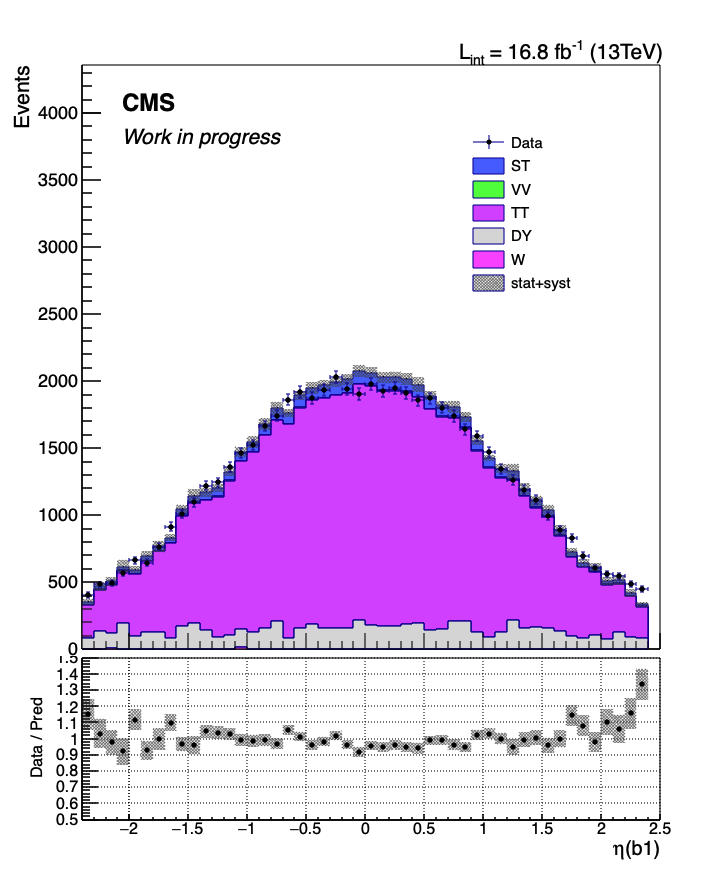 L_int = 16.8 fb⁻¹ (13TeV)
Events
CMS
Work in progress
Data
ST
VV
TT
DY
W
stat+syst
4000
3500
3000
2500
2000
1500
1000
500
0
Data / Pred
1.5
1.4
1.3
1.2
1.1
1
0.9
0.8
0.7
0.6
0.5
−2 −1.5 −1 −0.5 0 0.5 1 1.5 2 2.5
η(b1)